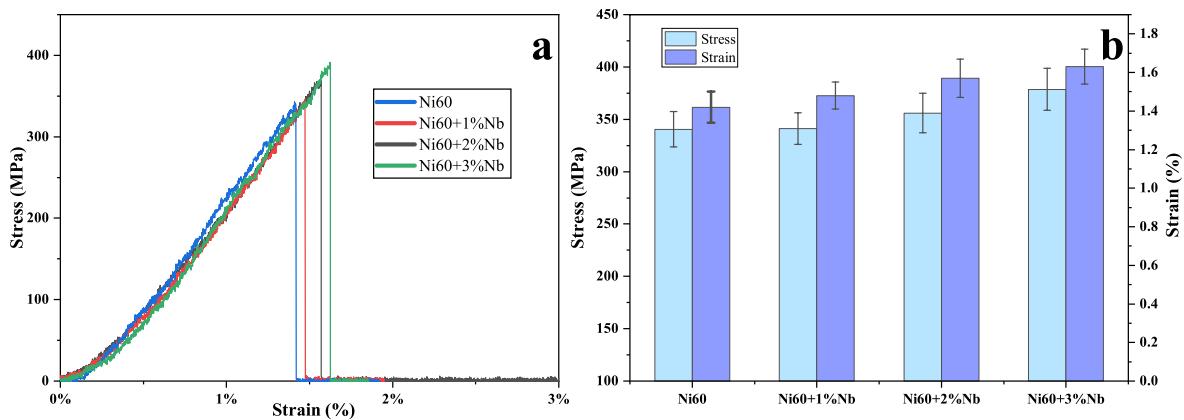 a
400
300
200
100
0
Stress (MPa)
0%
1%
2%
3%
Strain (%)
Ni60
Ni60+1%Nb
Ni60+2%Nb
Ni60+3%Nb
b
450
400
350
300
250
200
150
100
Stress (MPa)
Stress
Strain
1.8
1.6
1.4
1.2
1.0
0.8
0.6
0.4
0.2
0.0
Strain (%)
Ni60
Ni60+1%Nb
Ni60+2%Nb
Ni60+3%Nb